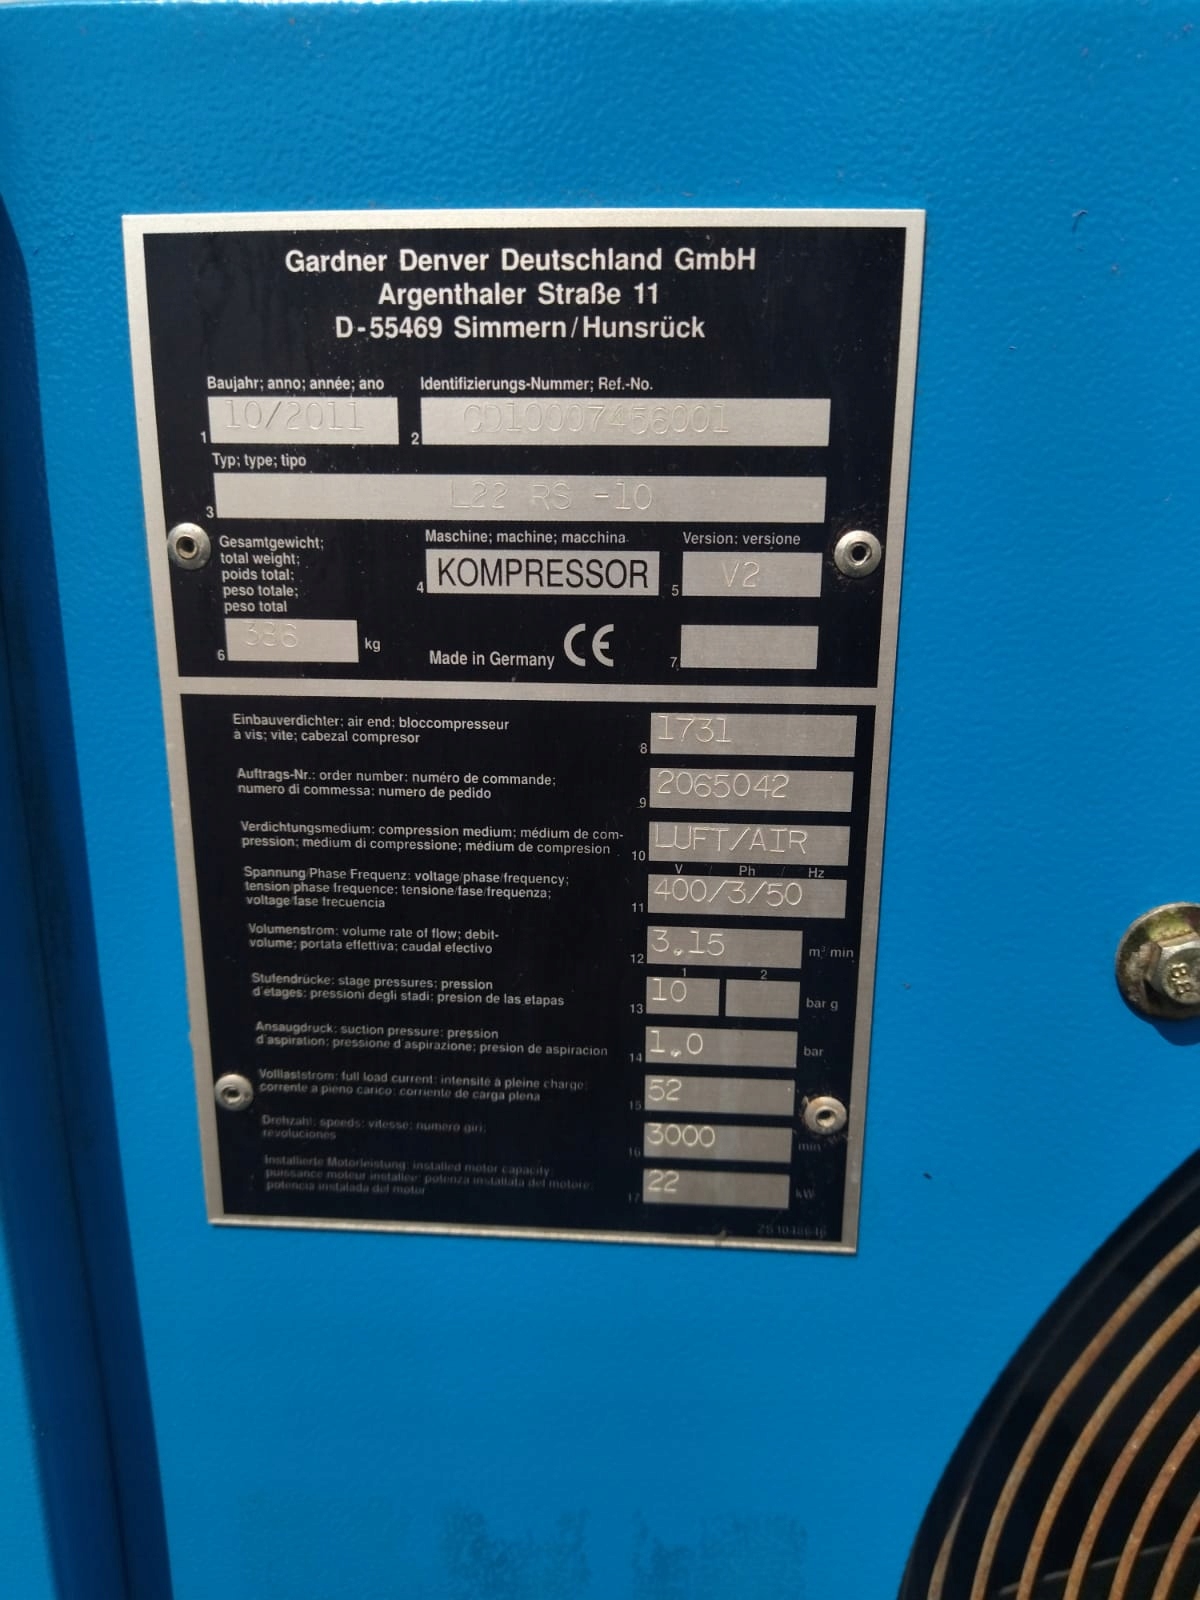 Gardner Denver Deutschland GmbH
Argenthaler Straße 11
D-55469 Simmern/Hunsrück
Baujahr; anno; année; ano
Identifizierungs-Nummer; Ref.-No.
1 10/2011
2 CD10007456001
Typ; type; tipo
3 L22 RS -10
Gesamtgewicht;
total weight;
poids total;
peso totale;
peso total
6 386 kg
Maschine; machine; macchina
4 KOMPRESSOR
Version; versione
5 V2
Made in Germany CE
7
Einbauverdichter; air end; bloccompresseur
à vis; vite; cabezal compresor
8 1731
Auftrags-Nr.; order number; numéro de commande;
numero di commessa; numero de pedido
9 2065042
Verdichtungsmedium; compression medium; médium de com-
pression; medium di compressione; médium de compresion
10 LUFT/AIR
Spannung/Phase/Frequenz; voltage/phase/frequency;
tension/phase frequence; tensione/fase/frequenza;
voltage/fase frecuencia
V / Ph / Hz
11 400/3/50
Volumenstrom; volume rate of flow; debit-
volume; portata effettiva; caudal efectivo
12 3,15 m³ min
Stufendrücke; stage pressures; pression
d'etages; pressioni degli stadi; presion de las etapas
1 2
13 10 bar g
Ansaugdruck; suction pressure; pression
d'aspiration; pressione d'aspirazione; presion de aspiracion
14 1,0 bar
Vollaststrom; full load current; intensité à pleine charge;
corrente a pieno carico; corriente de carga plena
15 52
Drehzahl; speeds; vitesse; numero giri;
revoluciones
16 3000 min
Installierte Motorleistung; installed motor capacity;
puissance moteur installee; potenza installata del motore;
potencia instalada del motor
17 22 kW
88